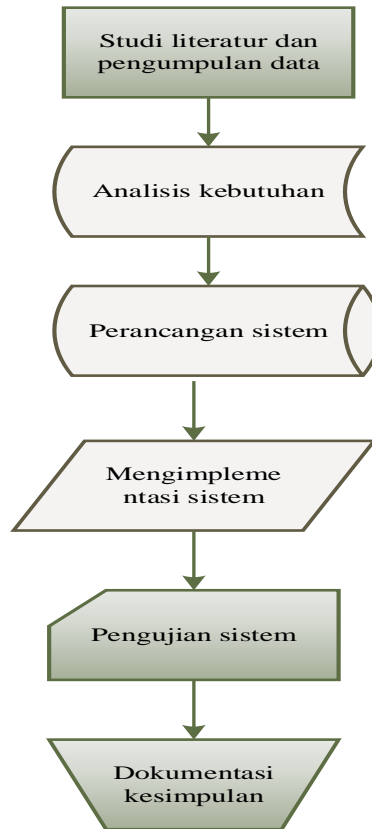 Studi literatur dan
pengumpulan data
Analisis kebutuhan
Perancangan sistem
Mengimpleme
ntasi sistem
Pengujian sistem
Dokumentasi
kesimpulan